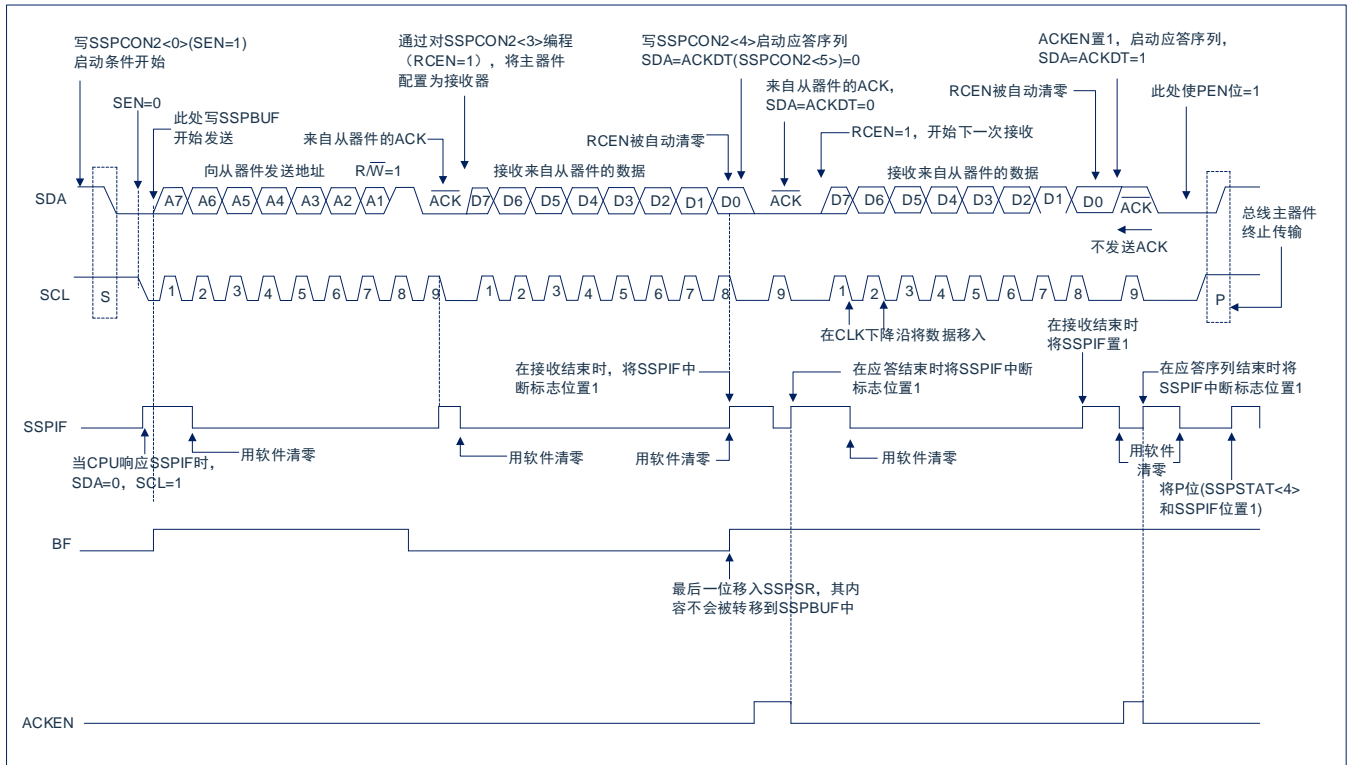 写SSPCON2<0>(SEN=1)
启动条件开始
SEN=0
此处写SSPBUF
开始发送
通过对SSPCON2<3>编程
（RCEN=1），将主器件
配置为接收器
来自从器件的ACK
写SSPCON2<4>启动应答序列
SDA=ACKDT(SSPCON2<5>)=0
来自从器件的ACK,
SDA=ACKDT=0
RCEN被自动清零
RCEN=1，开始下一次接收
ACKEN置1，启动应答序列，
SDA=ACKDT=1
RCEN被自动清零
此处使PEN位=1
向从器件发送地址
R/W=1
接收来自从器件的数据
接收来自从器件的数据
SDA
A7 A6 A5 A4 A3 A2 A1 ACK D7 D6 D5 D4 D3 D2 D1 D0 ACK D7 D6 D5 D4 D3 D2 D1 D0 ACK
不发送ACK
总线主器件
终止传输
SCL
S 1 2 3 4 5 6 7 8 9 1 2 3 4 5 6 7 8 9 1 2 3 4 5 6 7 8 9 P
在CLK下降沿将数据移入
在接收结束时，将SSPIF中
断标志位置1
在应答结束时将SSPIF中断
标志位置1
在接收结束时
将SSPIF置1
在应答序列结束时将
SSPIF中断标志位置1
SSPIF
当CPU响应SSPIF时，
SDA=0，SCL=1
用软件清零
用软件清零
用软件清零
用软件清零
用软件
清零
将P位(SSPSTAT<4>
和SSPIF位置1)
BF
最后一位移入SSPSR，其内
容不会被转移到SSPBUF中
ACKEN